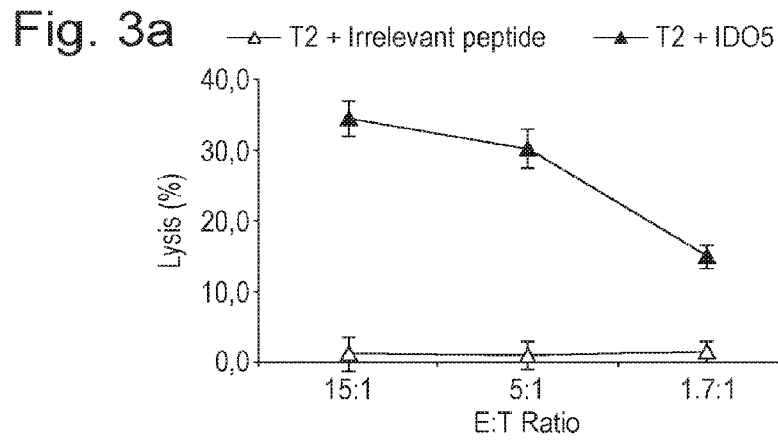 Fig. 3a
T2 + Irrelevant peptide T2 + IDO5
40,0
30,0
20,0
10,0
0,0
Lysis (%)
15:1 5:1 1.7:1
E:T Ratio